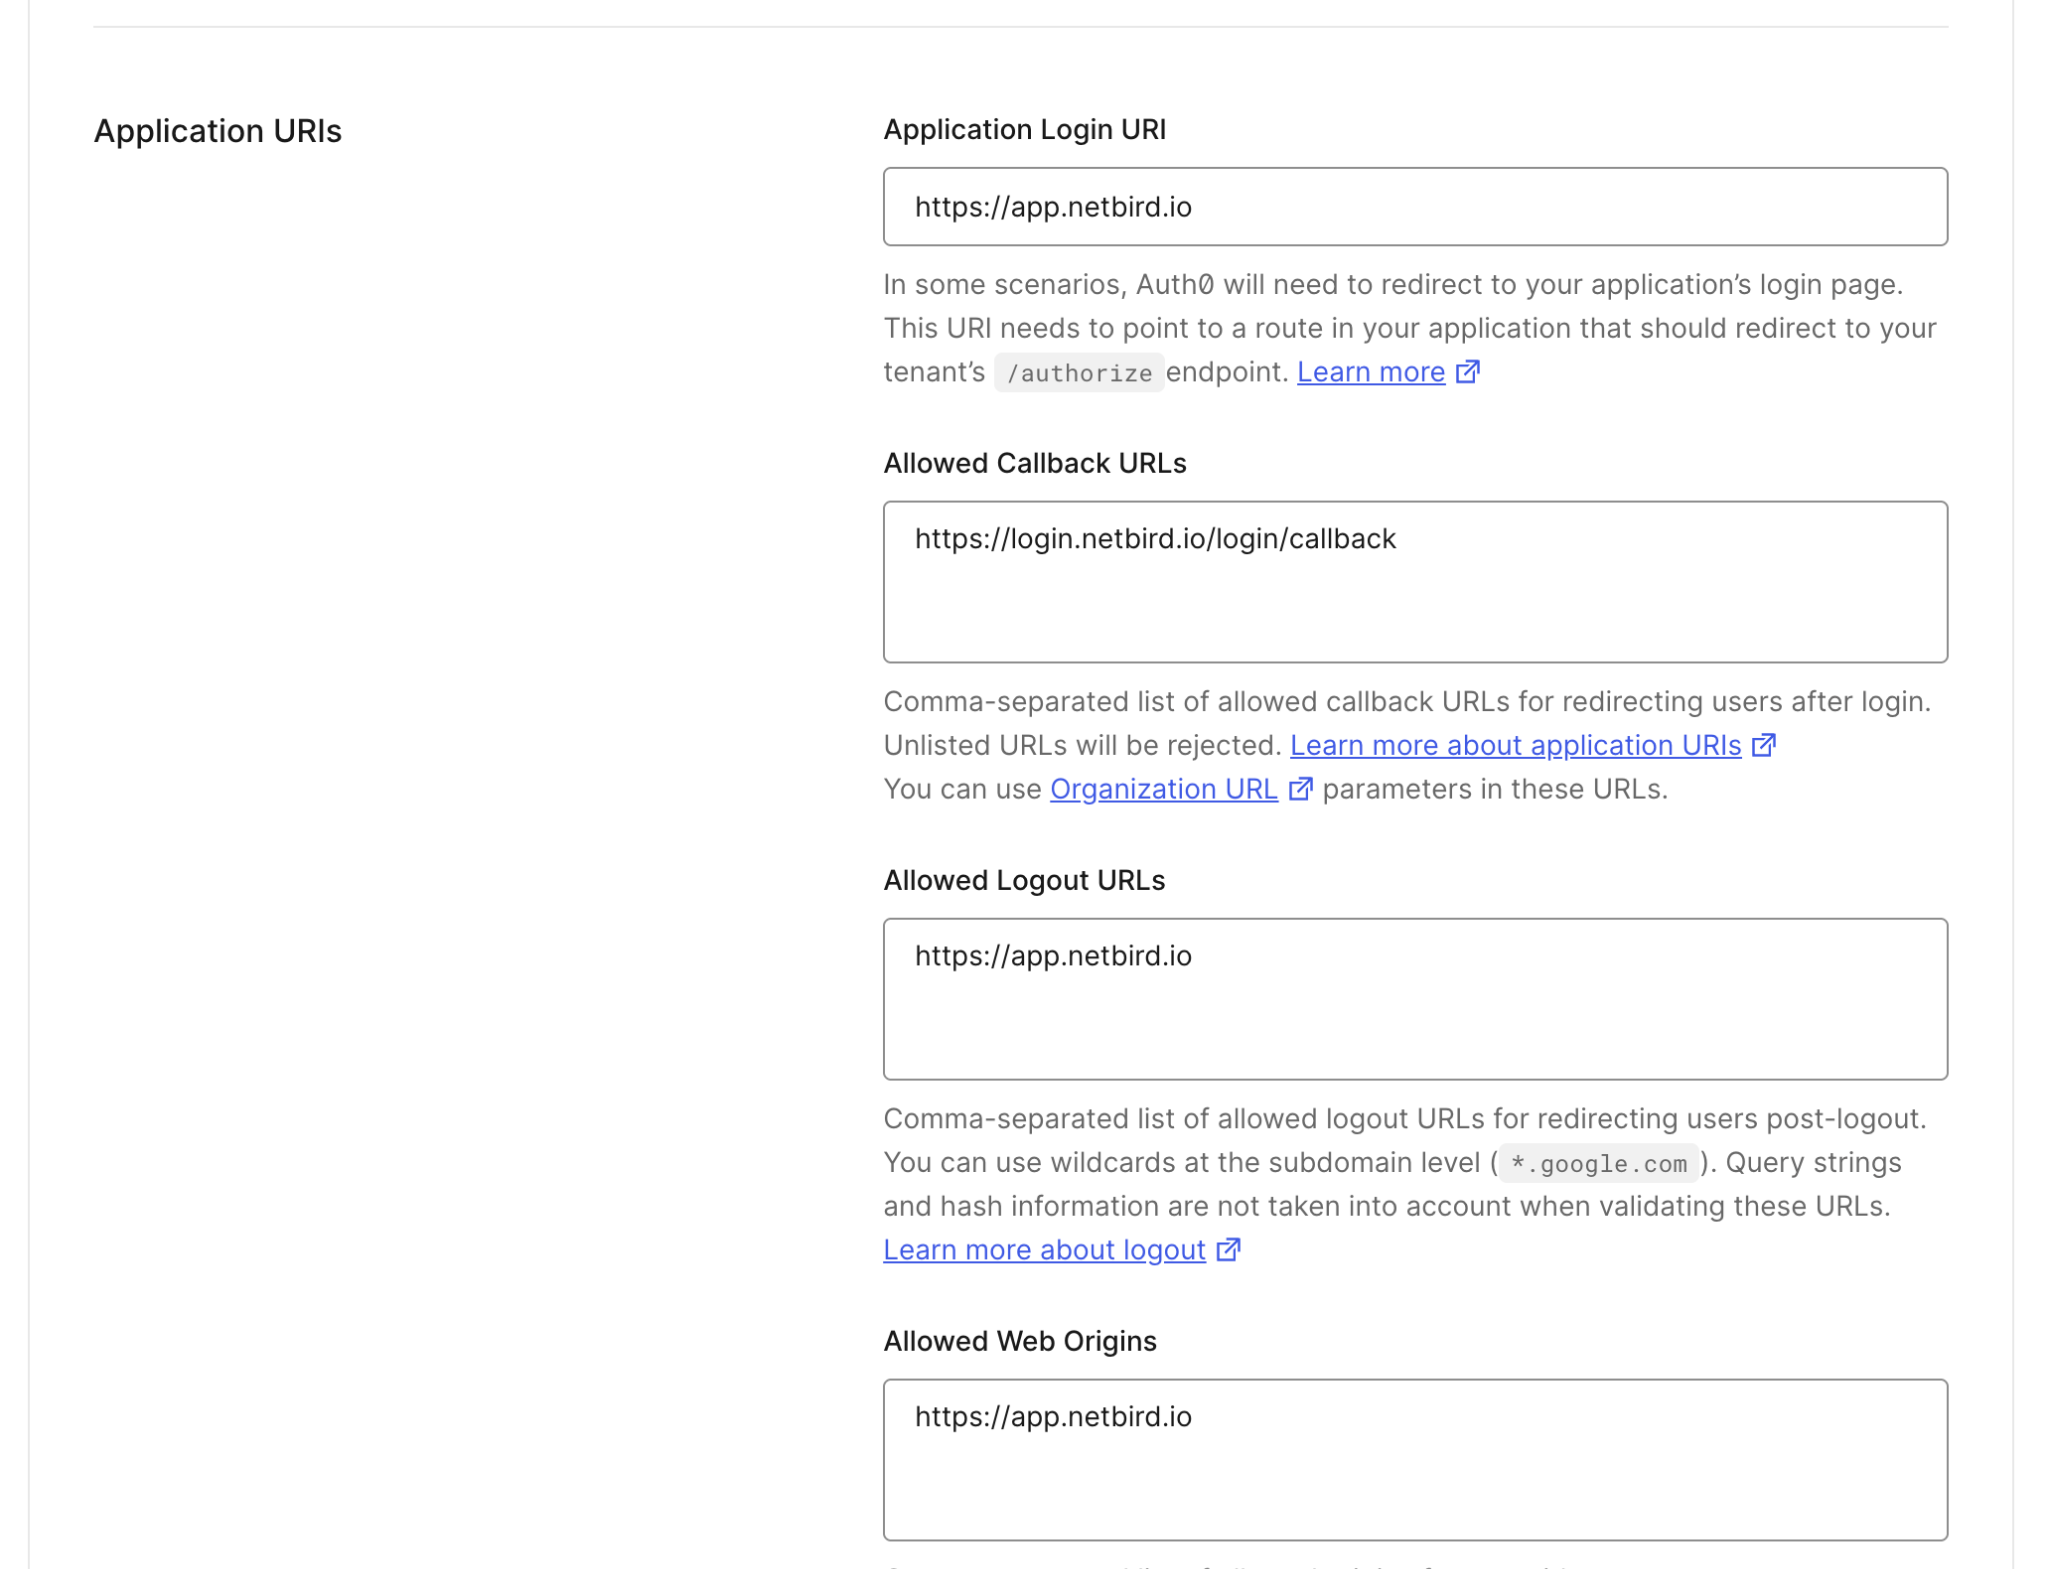 Application URIs
Application Login URI
https://app.netbird.io
In some scenarios, Auth0 will need to redirect to your application’s login page.
This URI needs to point to a route in your application that should redirect to your
tenant’s /authorize endpoint. Learn more
Allowed Callback URLs
https://login.netbird.io/login/callback
Comma-separated list of allowed callback URLs for redirecting users after login.
Unlisted URLs will be rejected. Learn more about application URIs
You can use Organization URL parameters in these URLs.
Allowed Logout URLs
https://app.netbird.io
Comma-separated list of allowed logout URLs for redirecting users post-logout.
You can use wildcards at the subdomain level ( *.google.com ). Query strings
and hash information are not taken into account when validating these URLs.
Learn more about logout
Allowed Web Origins
https://app.netbird.io